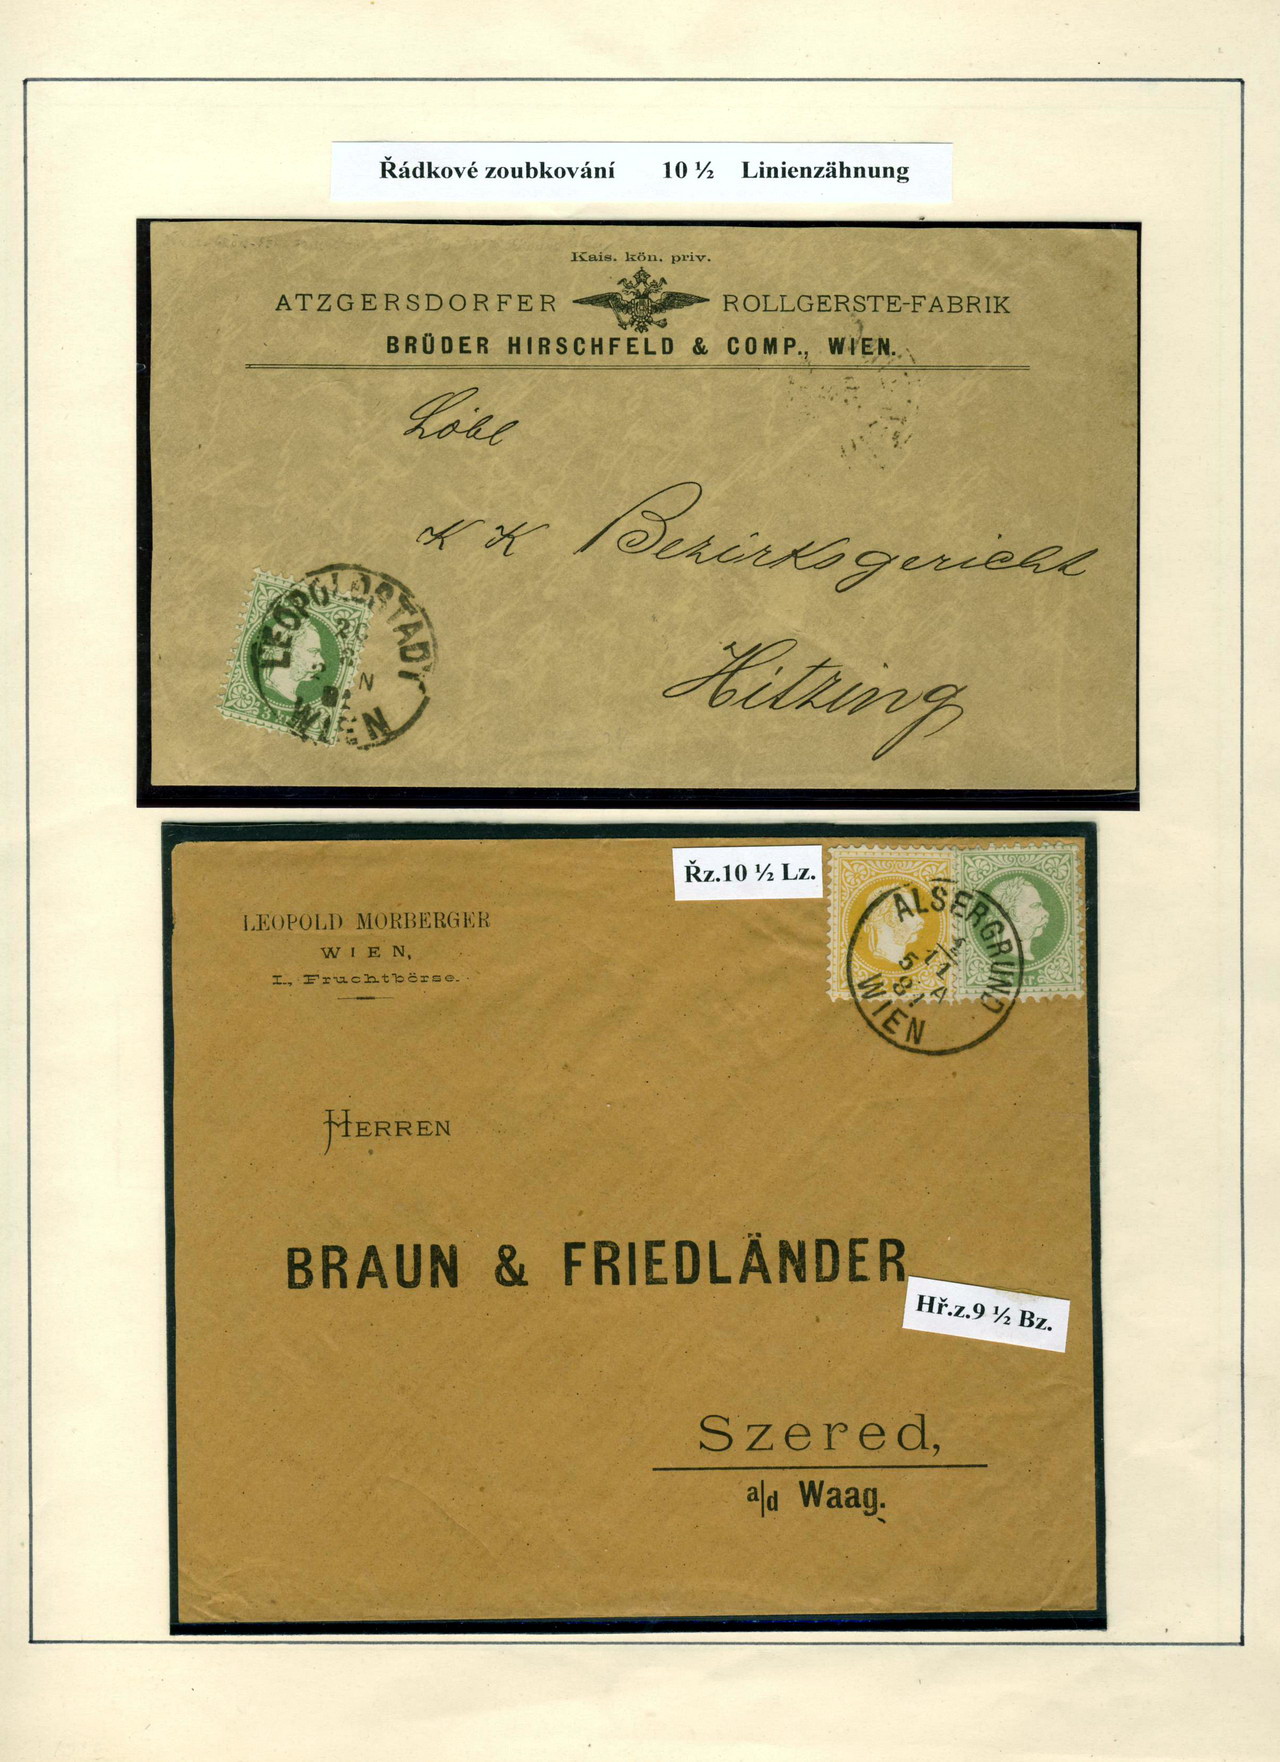 Řádkové zoubkování 10 ½ Linienzähnung
Kais. kön. priv.
ATZGERSDORFER ROLLGERSTE-FABRIK
BRÜDER HIRSCHFELD & COMP., WIEN.
Löbl
K K Bezirksgericht
Hitzing
LEOPOLDSTADT
WIEN
Řz.10 ½ Lz.
LEOPOLD MORBERGER
WIEN,
I., Fruchtbörse.
ALSERGRUND
WIEN
HERREN
BRAUN & FRIEDLÄNDER
Hř.z.9 ½ Bz.
Szered,
a/d Waag.